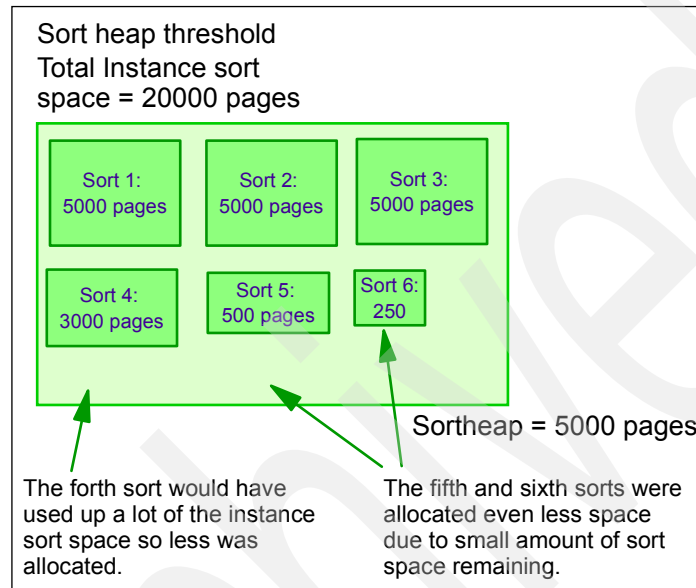 Sort heap threshold
Total Instance sort
space = 20000 pages
Sort 1:
5000 pages
Sort 2:
5000 pages
Sort 3:
5000 pages
Sort 4:
3000 pages
Sort 5:
500 pages
Sort 6:
250
Sortheap = 5000 pages
The forth sort would have
used up a lot of the instance
sort space so less was
allocated.
The fifth and sixth sorts were
allocated even less space
due to small amount of sort
space remaining.